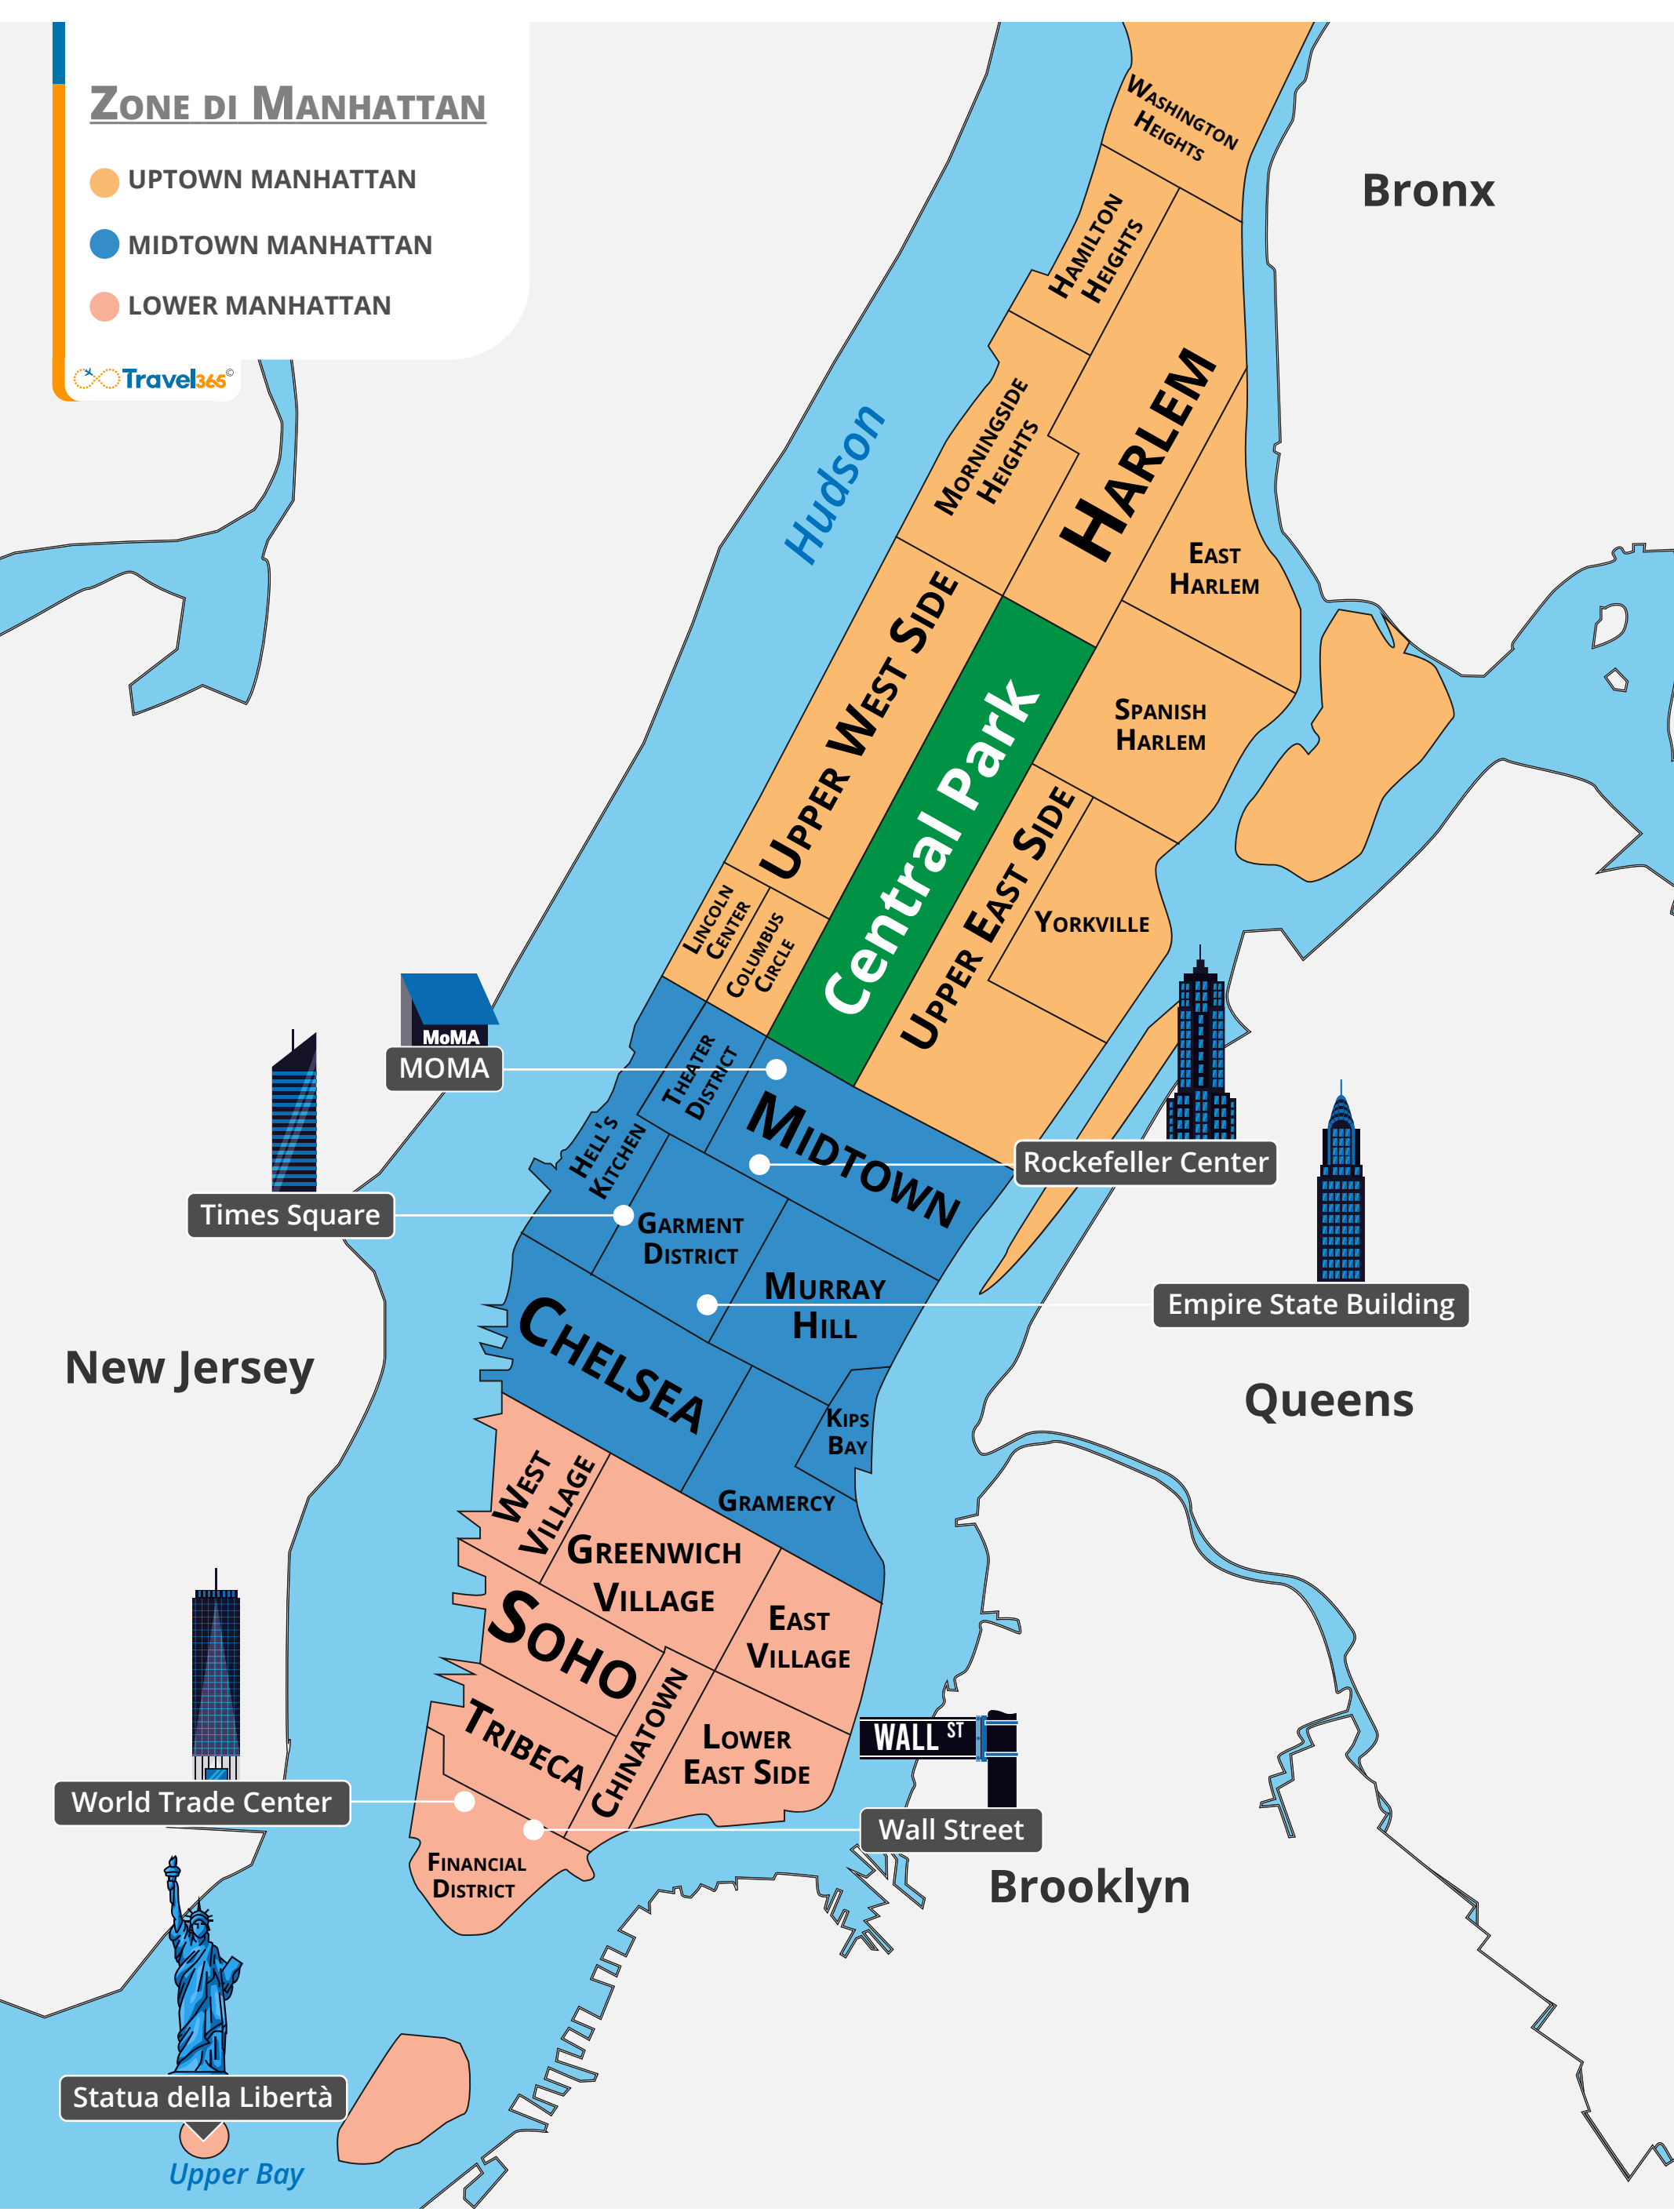 ZONE DI MANHATTAN
UPTOWN MANHATTAN
MIDTOWN MANHATTAN
LOWER MANHATTAN
Travel365©
WASHINGTON
HEIGHTS
Bronx
HAMILTON
HEIGHTS
HARLEM
MORNINGSIDE
HEIGHTS
Hudson
EAST
HARLEM
UPPER WEST SIDE
Central Park
SPANISH
HARLEM
UPPER EAST SIDE
YORKVILLE
LINCOLN
CENTER
COLUMBUS
CIRCLE
MoMA
MOMA
THEATER
DISTRICT
MIDTOWN
HELL'S
KITCHEN
Rockefeller Center
Times Square
GARMENT
DISTRICT
MURRAY
HILL
Empire State Building
CHELSEA
New Jersey
Queens
KIPS
BAY
GRAMERCY
WEST
VILLAGE
GREENWICH
VILLAGE
SOHO
EAST
VILLAGE
TRIBECA
CHINATOWN
LOWER
EAST SIDE
WALL ST
World Trade Center
Wall Street
FINANCIAL
DISTRICT
Brooklyn
Statua della Libertà
Upper Bay